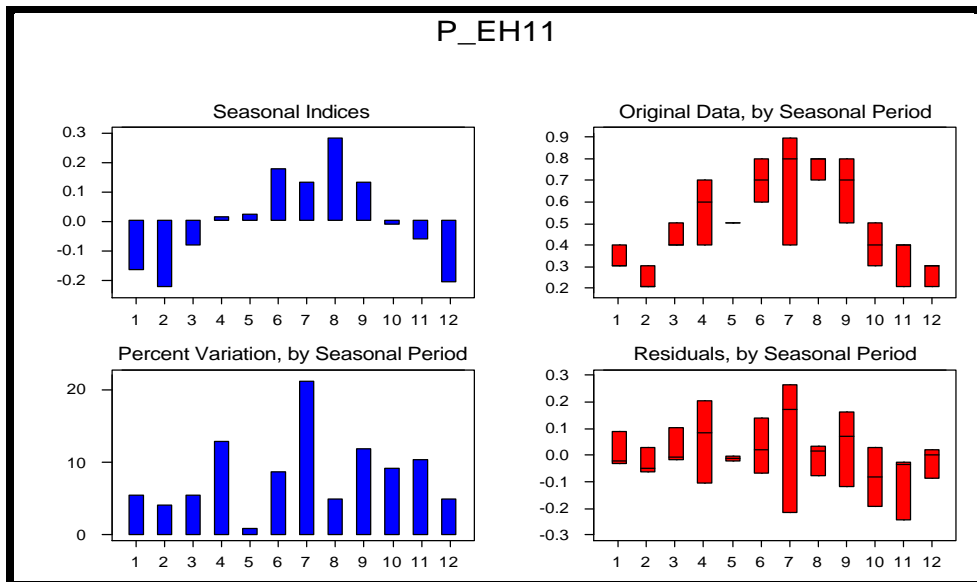 P_EH11
Seasonal Indices
0.3
0.2
0.1
0.0
-0.1
-0.2
1 2 3 4 5 6 7 8 9 10 11 12
Original Data, by Seasonal Period
0.9
0.8
0.7
0.6
0.5
0.4
0.3
0.2
1 2 3 4 5 6 7 8 9 10 11 12
Percent Variation, by Seasonal Period
20
10
0
1 2 3 4 5 6 7 8 9 10 11 12
Residuals, by Seasonal Period
0.3
0.2
0.1
0.0
-0.1
-0.2
-0.3
1 2 3 4 5 6 7 8 9 10 11 12